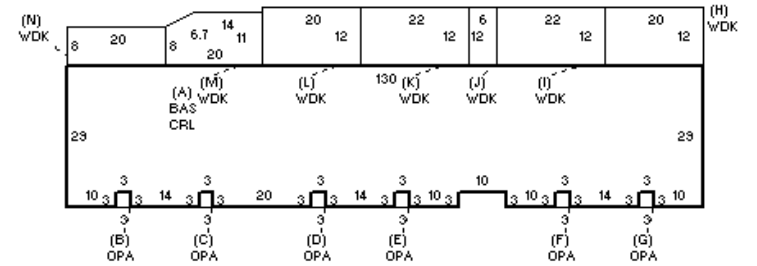 (N)
WDK
20
8
8
6.7
14
11
20
20
12
22
12
6
12
22
12
20
12
(H)
WDK
(A)
BAS
CRL
(M)
WDK
(L)
WDK
130
(K)
WDK
(J)
WDK
(I)
WDK
29
29
10 3 3 3 14 3 3 3 20 3 3 3 14 3 3 3 10 3 10 3 10 3 3 3 14 3 3 3 10
3 3 3 3 3 3
(B) (C) (D) (E) (F) (G)
OPA OPA OPA OPA OPA OPA